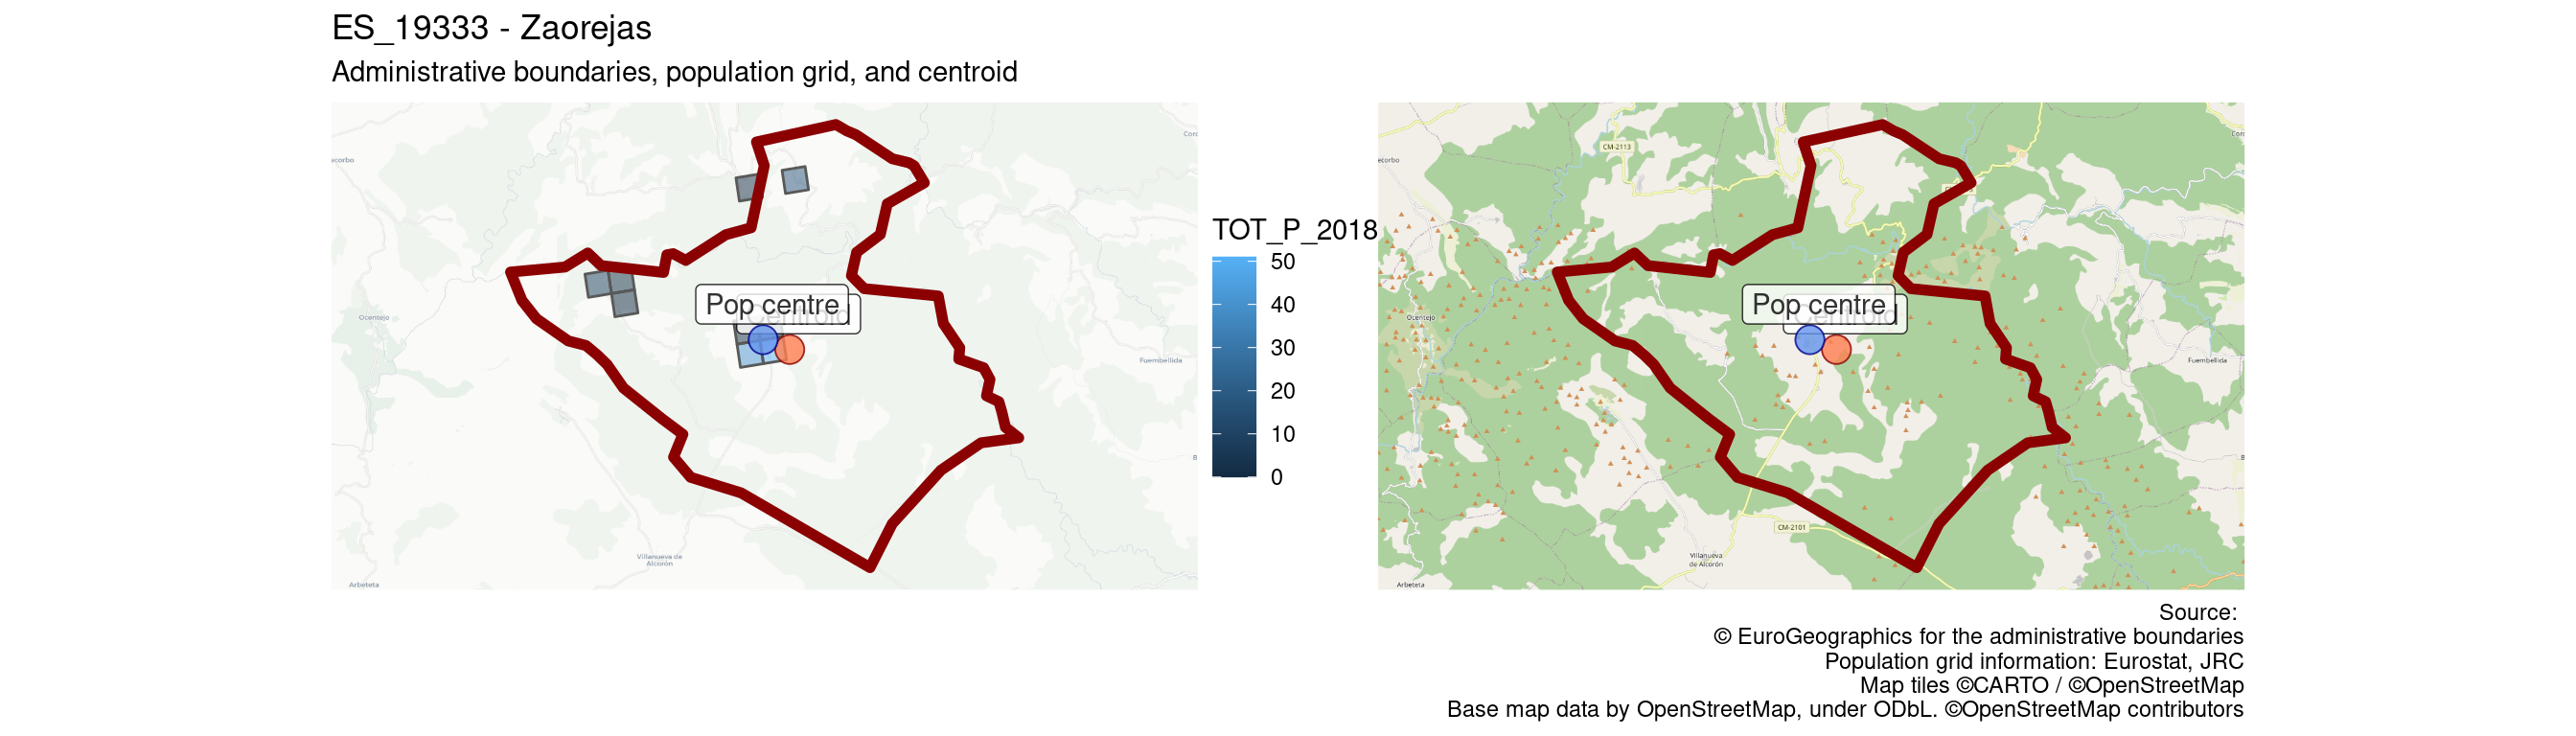 ES_19333 - Zaorejas
Administrative boundaries, population grid, and centroid
ecorbo
Ocentejo
Pop centre
Centroid
Fuembellida
Villanueva de
Alcorón
Arbeteta
TOT_P_2018
50
40
30
20
10
0
CM-2113
ecorbo
Ocentejo
Pop centre
Centroid
Fuembellida
CM-2101
Villanueva
de Alcorón
Arbeteta
Source:
© EuroGeographics for the administrative boundaries
Population grid information: Eurostat, JRC
Map tiles ©CARTO / ©OpenStreetMap
Base map data by OpenStreetMap, under ODbL. ©OpenStreetMap contributors